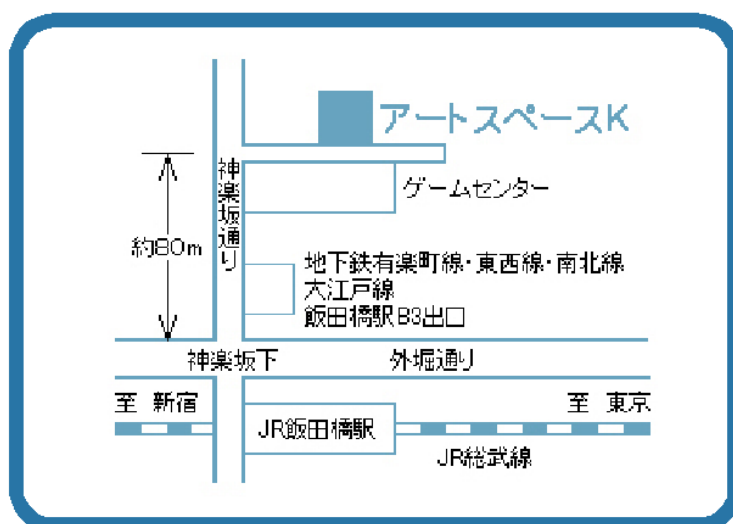 アートスペースK
神楽坂通り
ゲームセンター
約80m
地下鉄有楽町線・東西線・南北線
大江戸線
飯田橋駅B3出口
神楽坂下
外堀通り
至 新宿
至 東京
JR飯田橋駅
JR総武線